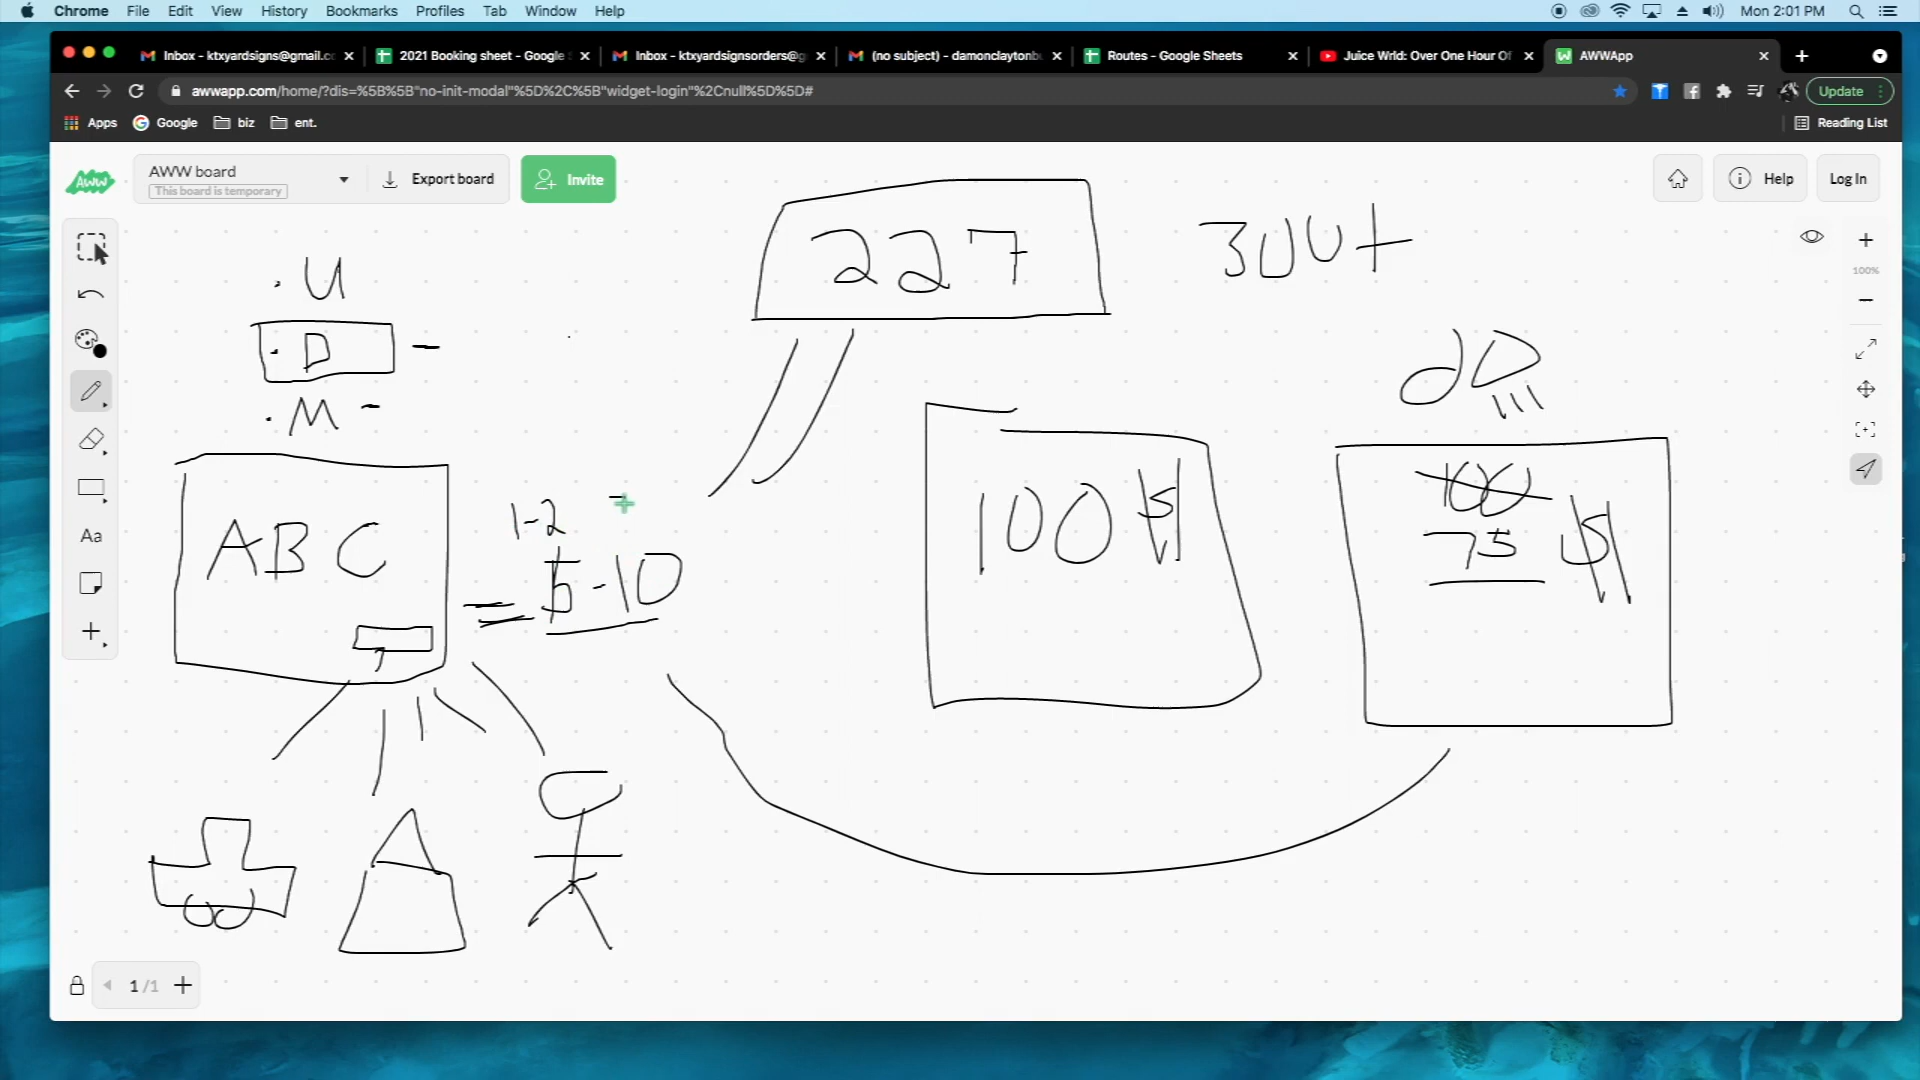 Chrome File Edit View History Bookmarks Profiles Tab Window Help Mon 2:01 PM
Inbox - ktxyardsigns@gmail.c
2021 Booking sheet - Google
Inbox - ktxyardsignsorders@g
(no subject) - damonclaytonb
Routes - Google Sheets
Juice Wrld: Over One Hour Of
AWWApp
awwapp.com/home/?dis=%5B%5B"no-init-modal"%5D%2C%5B"widget-login"%2Cnull%5D%5D#
Update
Apps Google biz ent. Reading List
AWW
AWW board
This board is temporary
Export board
Invite
Help
Log In
100%
Aa
227
300+
. U
. D -
. M -
ABC
1-2
= 5-10
100 $
100
75 $
1/1